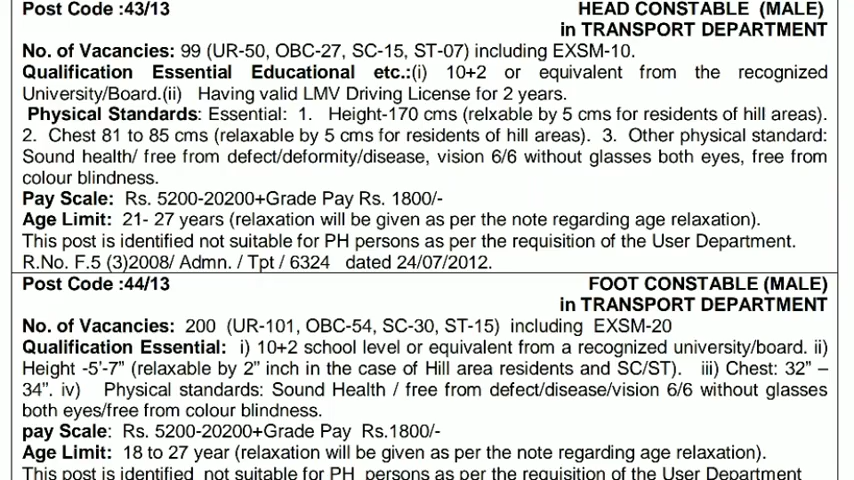 Post Code :43/13 HEAD CONSTABLE (MALE)
in TRANSPORT DEPARTMENT
No. of Vacancies: 99 (UR-50, OBC-27, SC-15, ST-07) including EXSM-10.
Qualification Essential Educational etc.:(i) 10+2 or equivalent from the recognized
University/Board.(ii) Having valid LMV Driving License for 2 years.
Physical Standards: Essential: 1. Height-170 cms (relxable by 5 cms for residents of hill areas).
2. Chest 81 to 85 cms (relaxable by 5 cms for residents of hill areas). 3. Other physical standard:
Sound health/ free from defect/deformity/disease, vision 6/6 without glasses both eyes, free from
colour blindness.
Pay Scale: Rs. 5200-20200+Grade Pay Rs. 1800/-
Age Limit: 21- 27 years (relaxation will be given as per the note regarding age relaxation).
This post is identified not suitable for PH persons as per the requisition of the User Department.
R.No. F.5 (3)2008/ Admn. / Tpt / 6324 dated 24/07/2012.
Post Code :44/13 FOOT CONSTABLE (MALE)
in TRANSPORT DEPARTMENT
No. of Vacancies: 200 (UR-101, OBC-54, SC-30, ST-15) including EXSM-20
Qualification Essential: i) 10+2 school level or equivalent from a recognized university/board. ii)
Height -5’-7” (relaxable by 2” inch in the case of Hill area residents and SC/ST). iii) Chest: 32” –
34”. iv) Physical standards: Sound Health / free from defect/disease/vision 6/6 without glasses
both eyes/free from colour blindness.
pay Scale: Rs. 5200-20200+Grade Pay Rs.1800/-
Age Limit: 18 to 27 year (relaxation will be given as per the note regarding age relaxation).
This post is identified not suitable for PH persons as per the requisition of the User Department